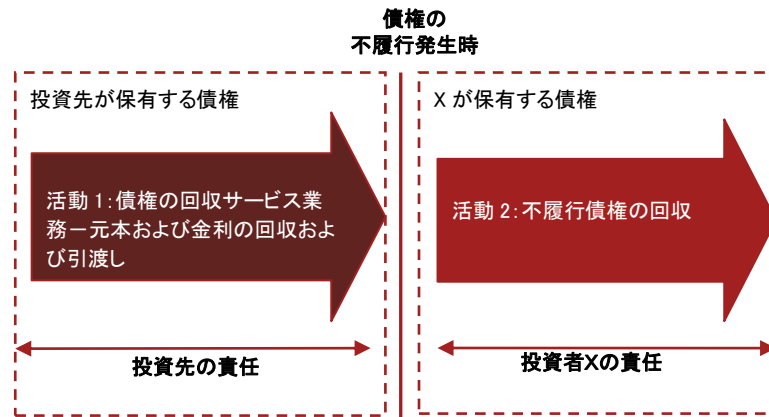 債権の
不履行発生時
投資先が保有する債権
活動 1:債権の回収サービス業
務－元本および金利の回収およ
び引渡し
投資先の責任
X が保有する債権
活動 2:不履行債権の回収
投資者Xの責任